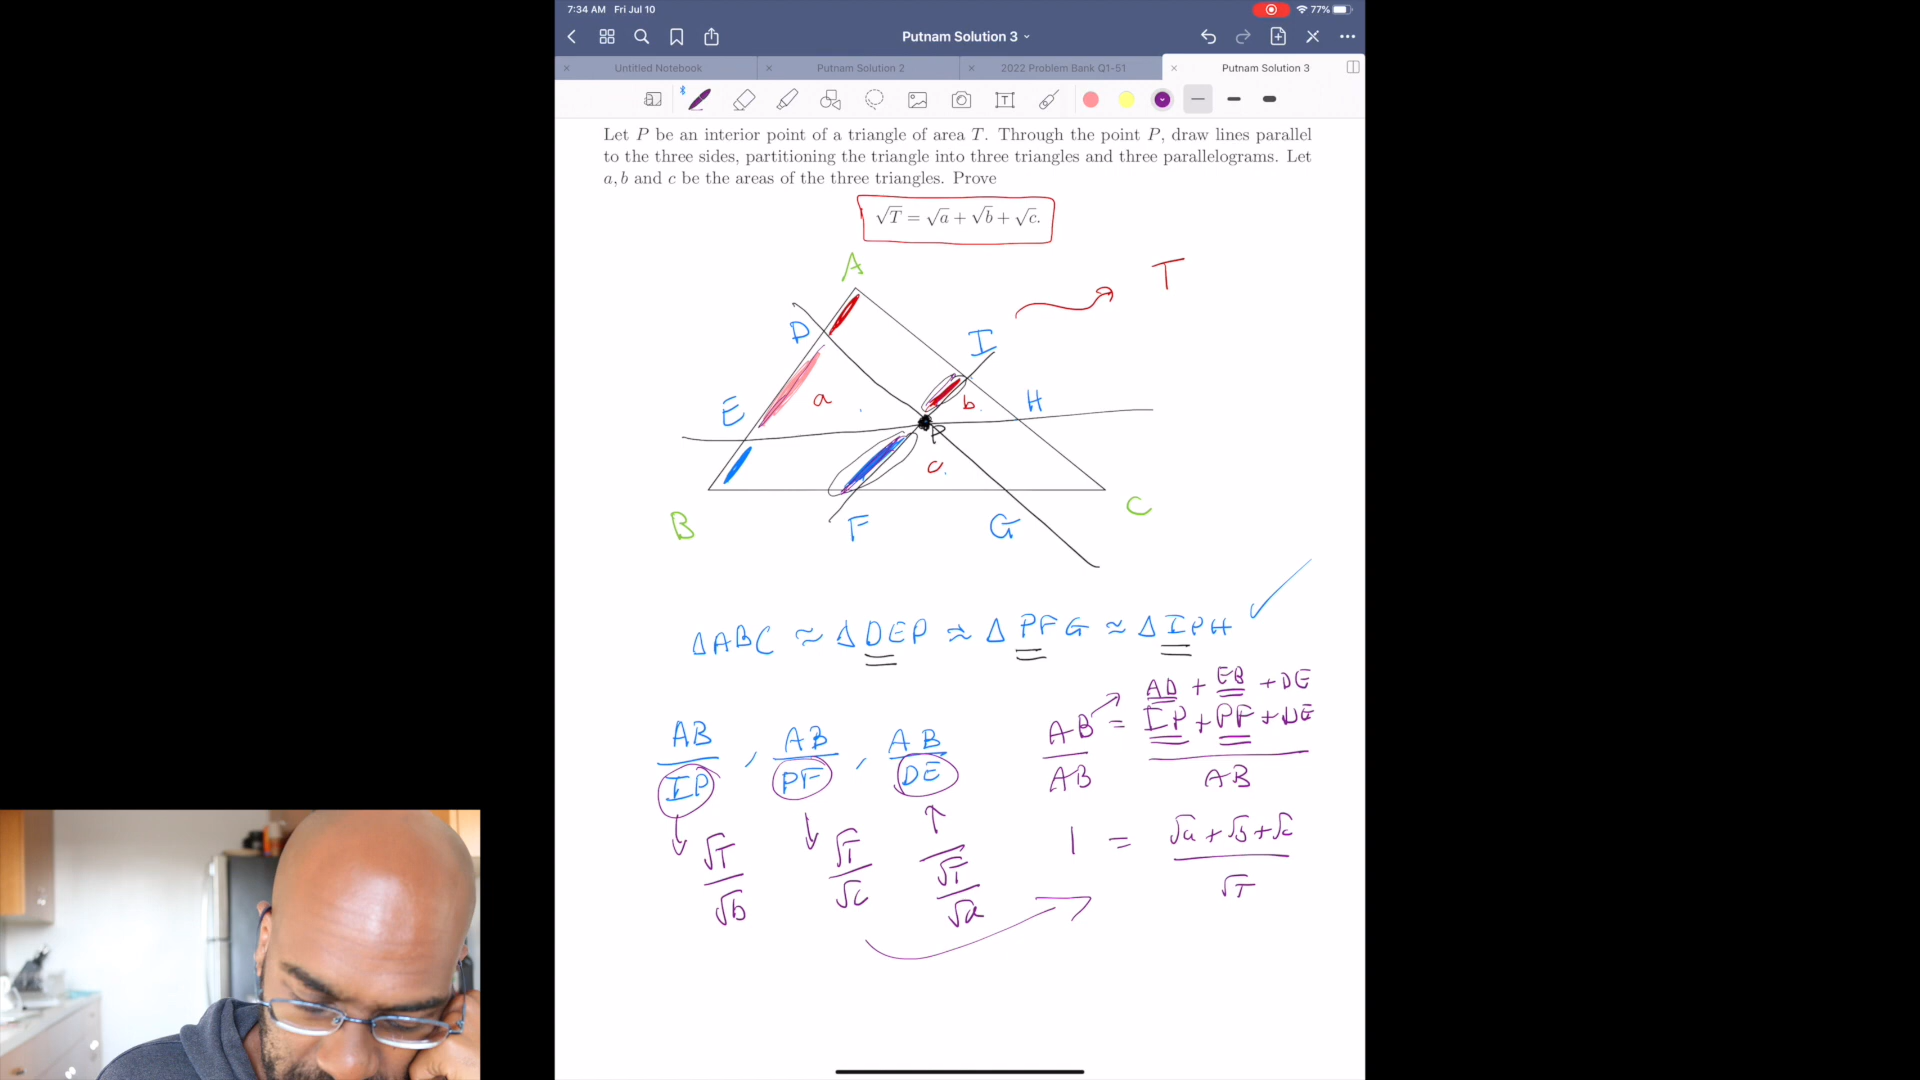 7:34 AM Fri Jul 10
77%
Putnam Solution 3
Untitled Notebook
Putnam Solution 2
2022 Problem Bank Q1-51
Putnam Solution 3
Let P be an interior point of a triangle of area T. Through the point P, draw lines parallel
to the three sides, partitioning the triangle into three triangles and three parallelograms. Let
a, b and c be the areas of the three triangles. Prove
√T = √a + √b + √c.
A
T
D
I
E
a
b.
H
P
c.
B
F
G
C
△ABC ≈ △DEP ≈ △PFG ≈ △IPH
AD + EB + DE
AB = IP + PF + DE
AB AB
AB/IP , AB/PF , AB/DE
√T/√b √T/√c √T/√a
1 = (√a + √b + √c)/√T